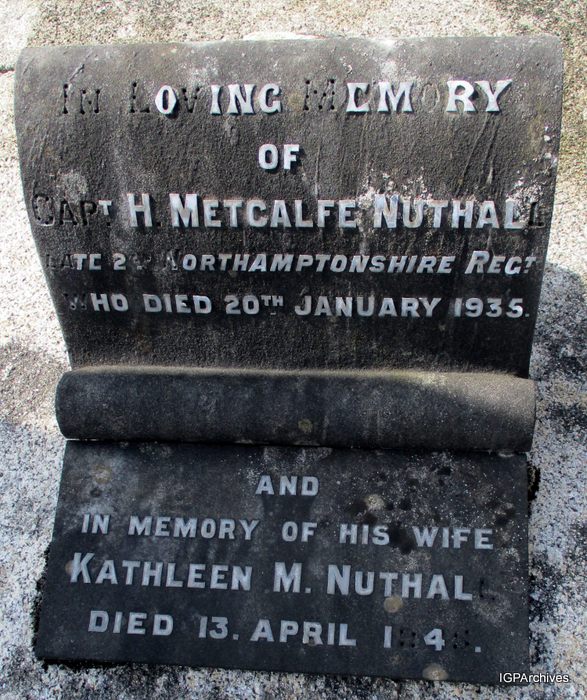 IN LOVING MEMORY
OF
CAPT H. METCALFE NUTHALL
LATE 2ND NORTHAMPTONSHIRE REGT
WHO DIED 20TH JANUARY 1935.
AND
IN MEMORY OF HIS WIFE
KATHLEEN M. NUTHALL
DIED 13. APRIL
IGPArchives